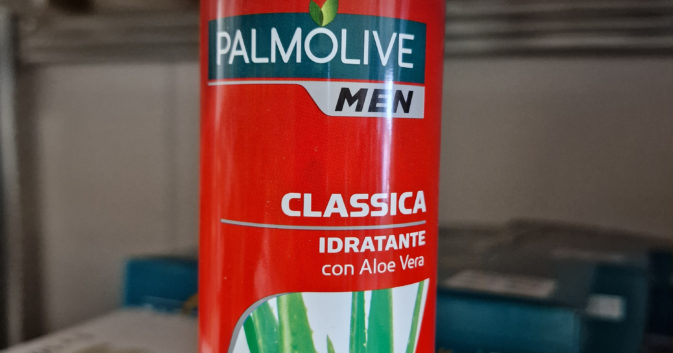 PALMOLIVE
MEN
CLASSICA
IDRATANTE
con Aloe Vera